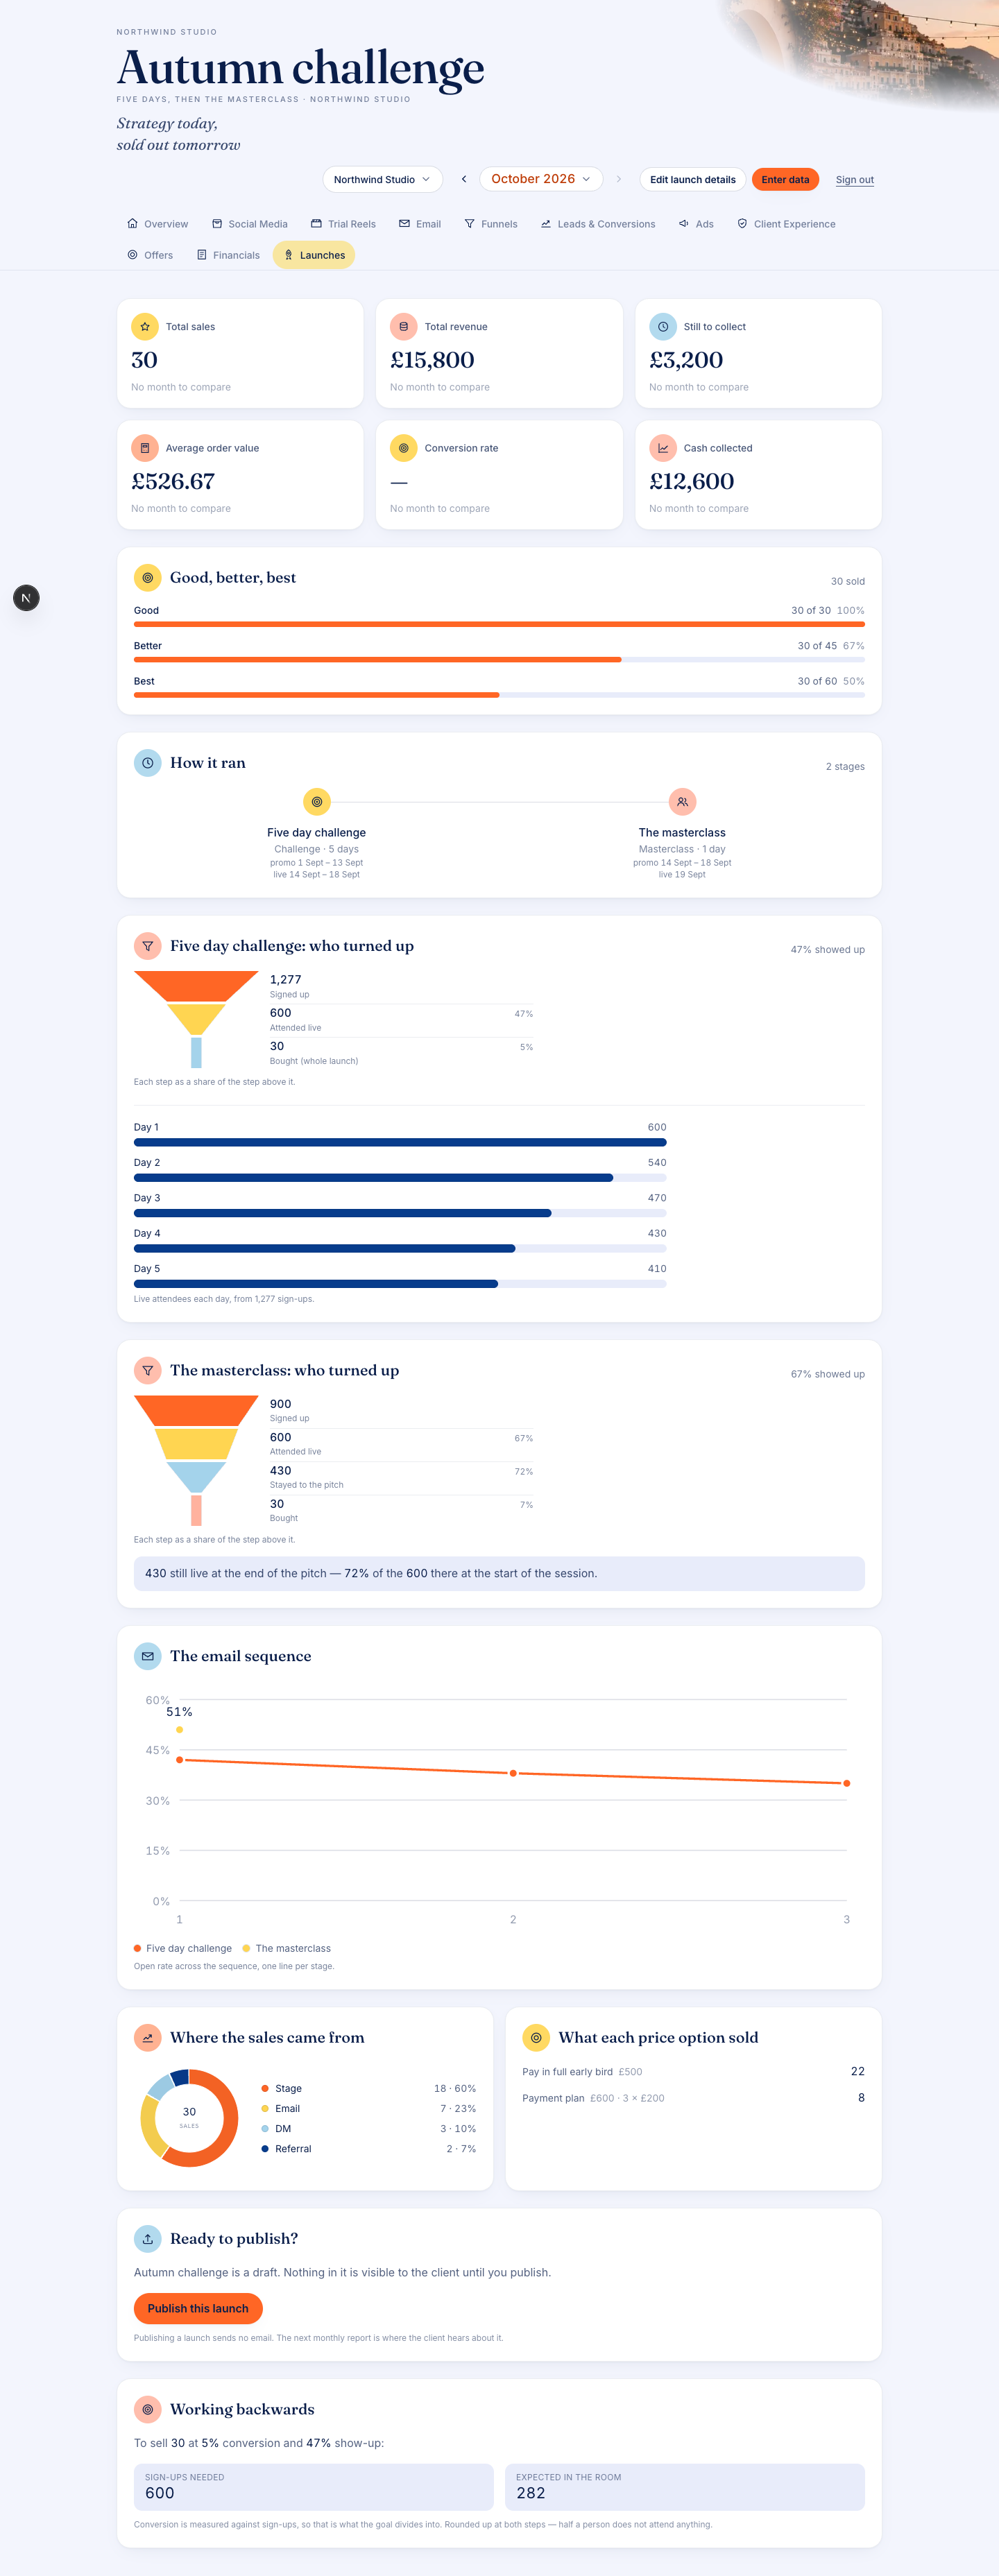 NORTHWIND STUDIO
Autumn challenge
FIVE DAYS, THEN THE MASTERCLASS · NORTHWIND STUDIO
Strategy today,
sold out tomorrow
Northwind Studio
October 2026
Edit launch details
Enter data
Sign out
Overview
Social Media
Trial Reels
Email
Funnels
Leads & Conversions
Ads
Client Experience
Offers
Financials
Launches
Total sales
30
No month to compare
Total revenue
£15,800
No month to compare
Still to collect
£3,200
No month to compare
Average order value
£526.67
No month to compare
Conversion rate
—
No month to compare
Cash collected
£12,600
No month to compare
N
Good, better, best
30 sold
Good
30 of 30 100%
Better
30 of 45 67%
Best
30 of 60 50%
How it ran
2 stages
Five day challenge
Challenge · 5 days
promo 1 Sept – 13 Sept
live 14 Sept – 18 Sept
The masterclass
Masterclass · 1 day
promo 14 Sept – 18 Sept
live 19 Sept
Five day challenge: who turned up
47% showed up
1,277
Signed up
600
47%
Attended live
30
5%
Bought (whole launch)
Each step as a share of the step above it.
Day 1
600
Day 2
540
Day 3
470
Day 4
430
Day 5
410
Live attendees each day, from 1,277 sign-ups.
The masterclass: who turned up
67% showed up
900
Signed up
600
67%
Attended live
430
72%
Stayed to the pitch
30
7%
Bought
Each step as a share of the step above it.
430 still live at the end of the pitch — 72% of the 600 there at the start of the session.
The email sequence
60%
51%
45%
30%
15%
0%
1
2
3
Five day challenge
The masterclass
Open rate across the sequence, one line per stage.
Where the sales came from
30
SALES
Stage
18 · 60%
Email
7 · 23%
DM
3 · 10%
Referral
2 · 7%
What each price option sold
Pay in full early bird £500
22
Payment plan £600 · 3 × £200
8
Ready to publish?
Autumn challenge is a draft. Nothing in it is visible to the client until you publish.
Publish this launch
Publishing a launch sends no email. The next monthly report is where the client hears about it.
Working backwards
To sell 30 at 5% conversion and 47% show-up:
SIGN-UPS NEEDED
600
EXPECTED IN THE ROOM
282
Conversion is measured against sign-ups, so that is what the goal divides into. Rounded up at both steps — half a person does not attend anything.